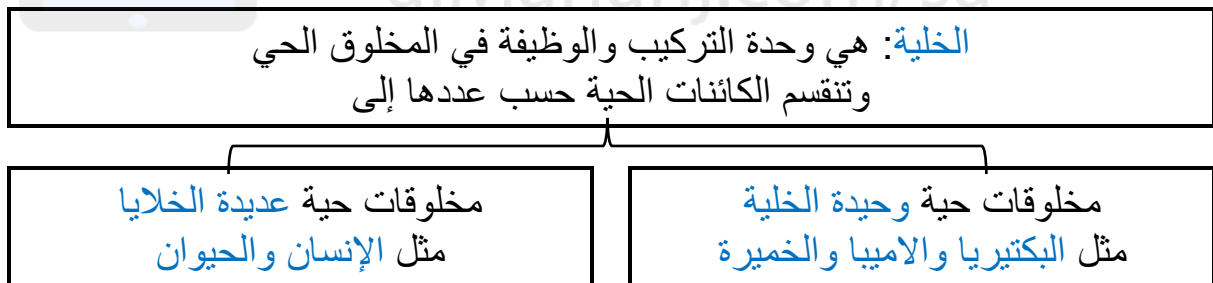 الخلية: هي وحدة التركيب والوظيفة في المخلوق الحي
وتنقسم الكائنات الحية حسب عددها إلى
مخلوقات حية وحيدة الخلية
مثل البكتيريا والاميبا والخميرة
مخلوقات حية عديدة الخلايا
مثل الإنسان والحيوان